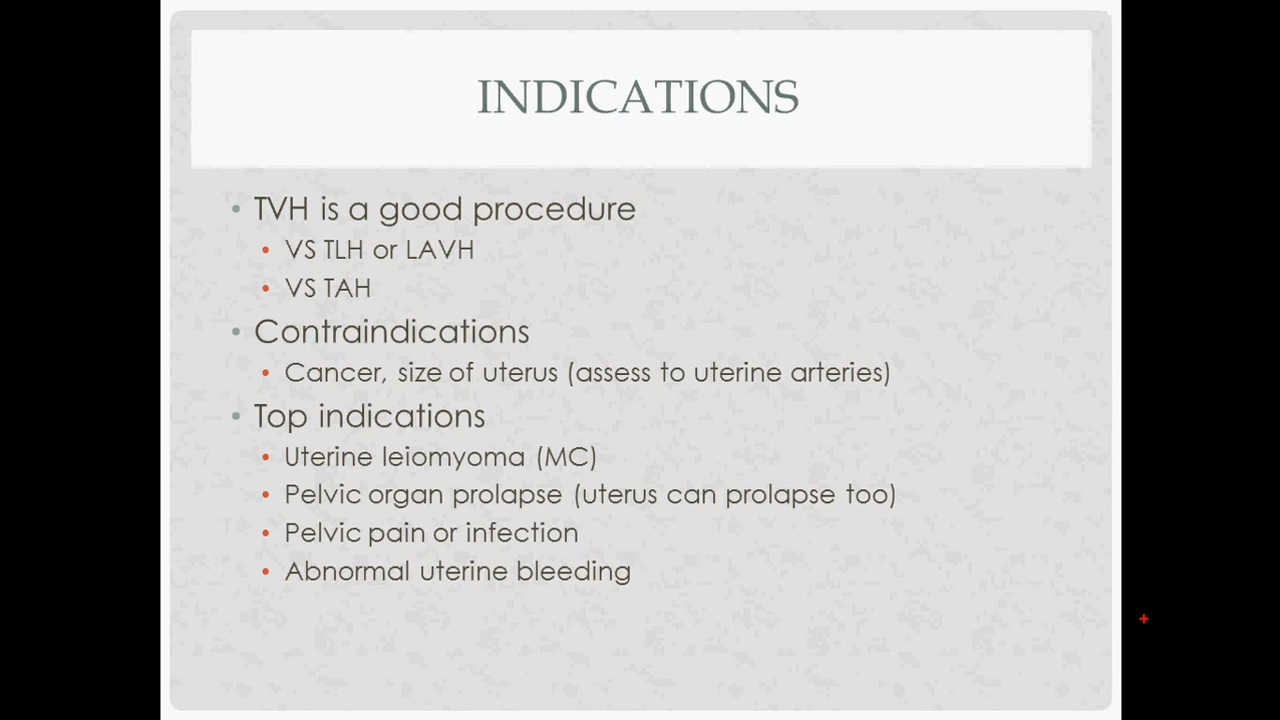 INDICATIONS
• TVH is a good procedure
• VS TLH or LAVH
• VS TAH
• Contraindications
• Cancer, size of uterus (assess to uterine arteries)
• Top indications
• Uterine leiomyoma (MC)
• Pelvic organ prolapse (uterus can prolapse too)
• Pelvic pain or infection
• Abnormal uterine bleeding